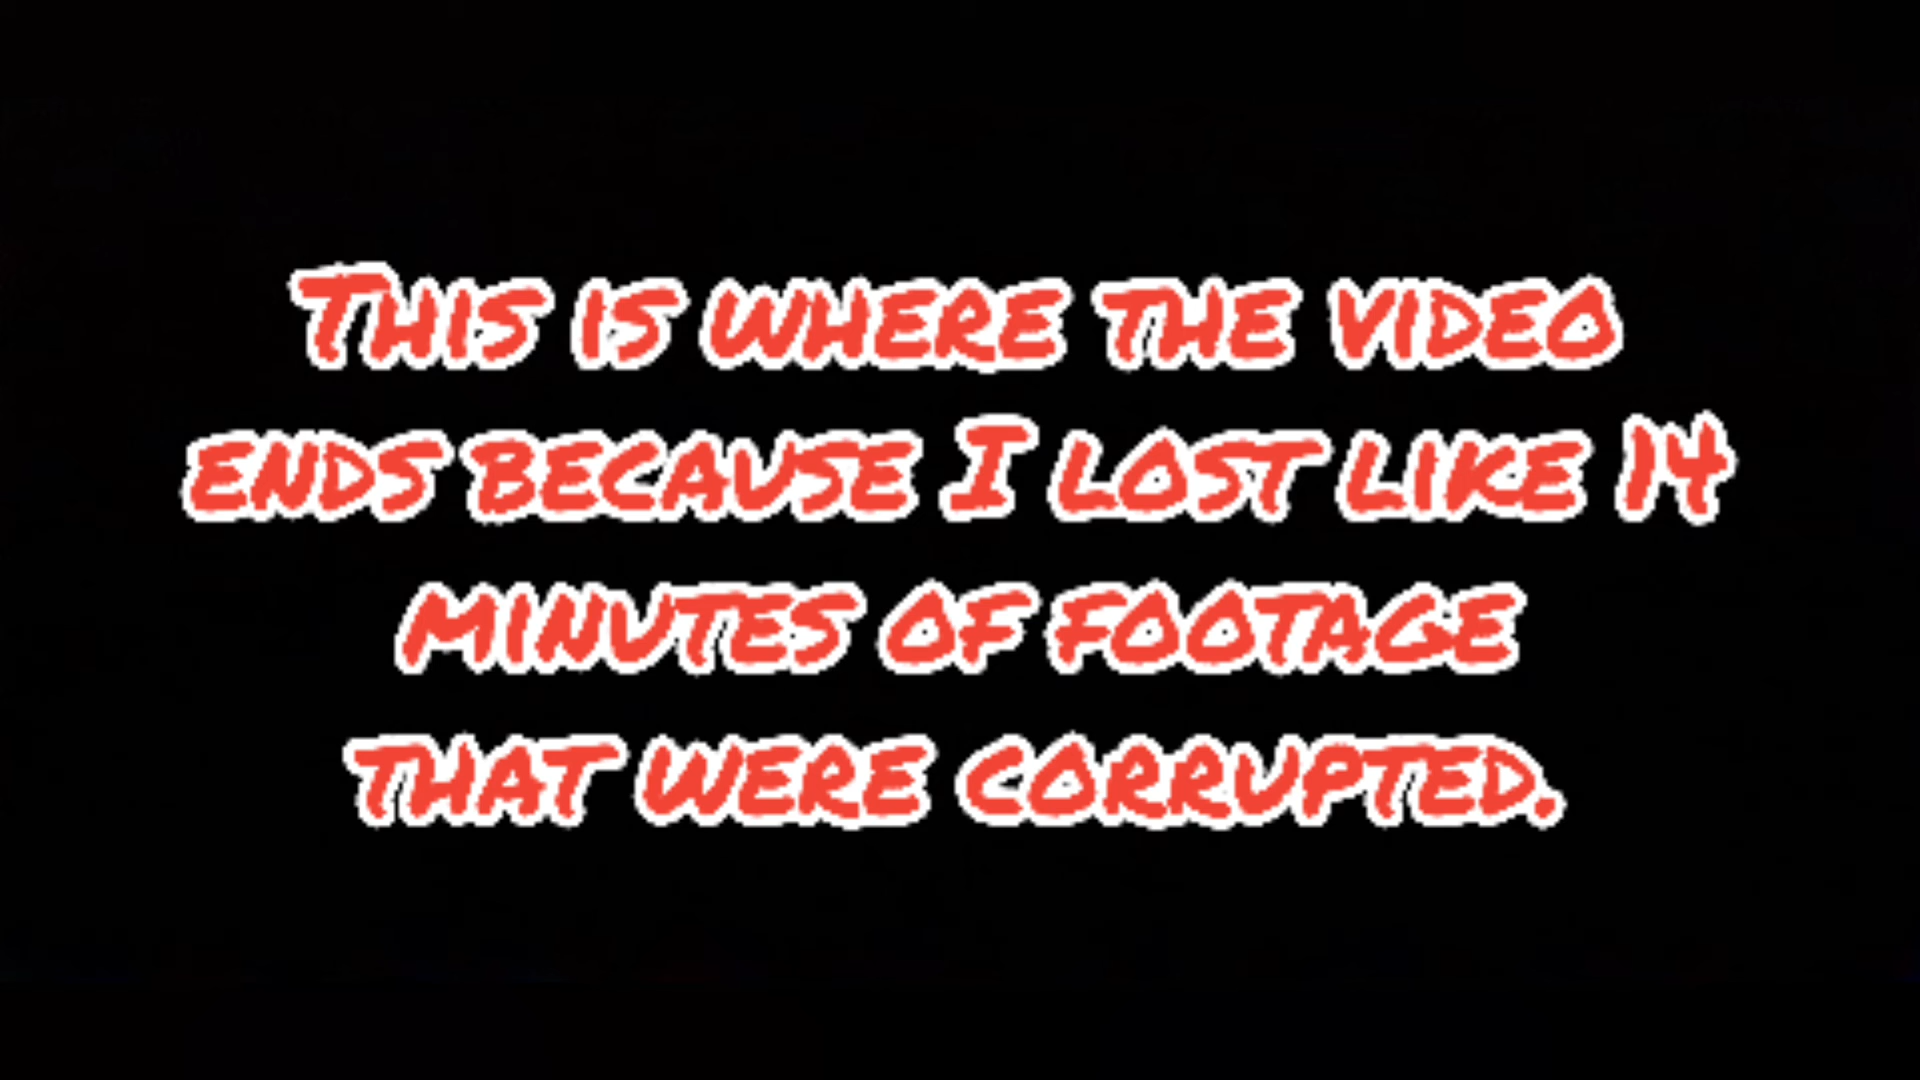 This is where the video
ends because I lost like 14
minutes of footage
that were corrupted.